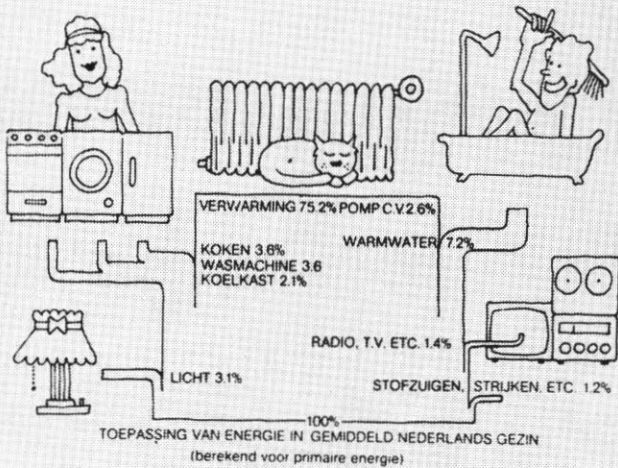 VERWARMING 75.2% POMP C.V. 2.6%
WARMWATER 7.2%
KOKEN 3.6%
WASMACHINE 3.6
KOELKAST 2.1%
RADIO, T.V. ETC. 1.4%
LICHT 3.1%
STOFZUIGEN, STRIJKEN, ETC. 1.2%
100%
TOEPASSING VAN ENERGIE IN GEMIDDELD NEDERLANDS GEZIN
(berekend voor primaire energie)